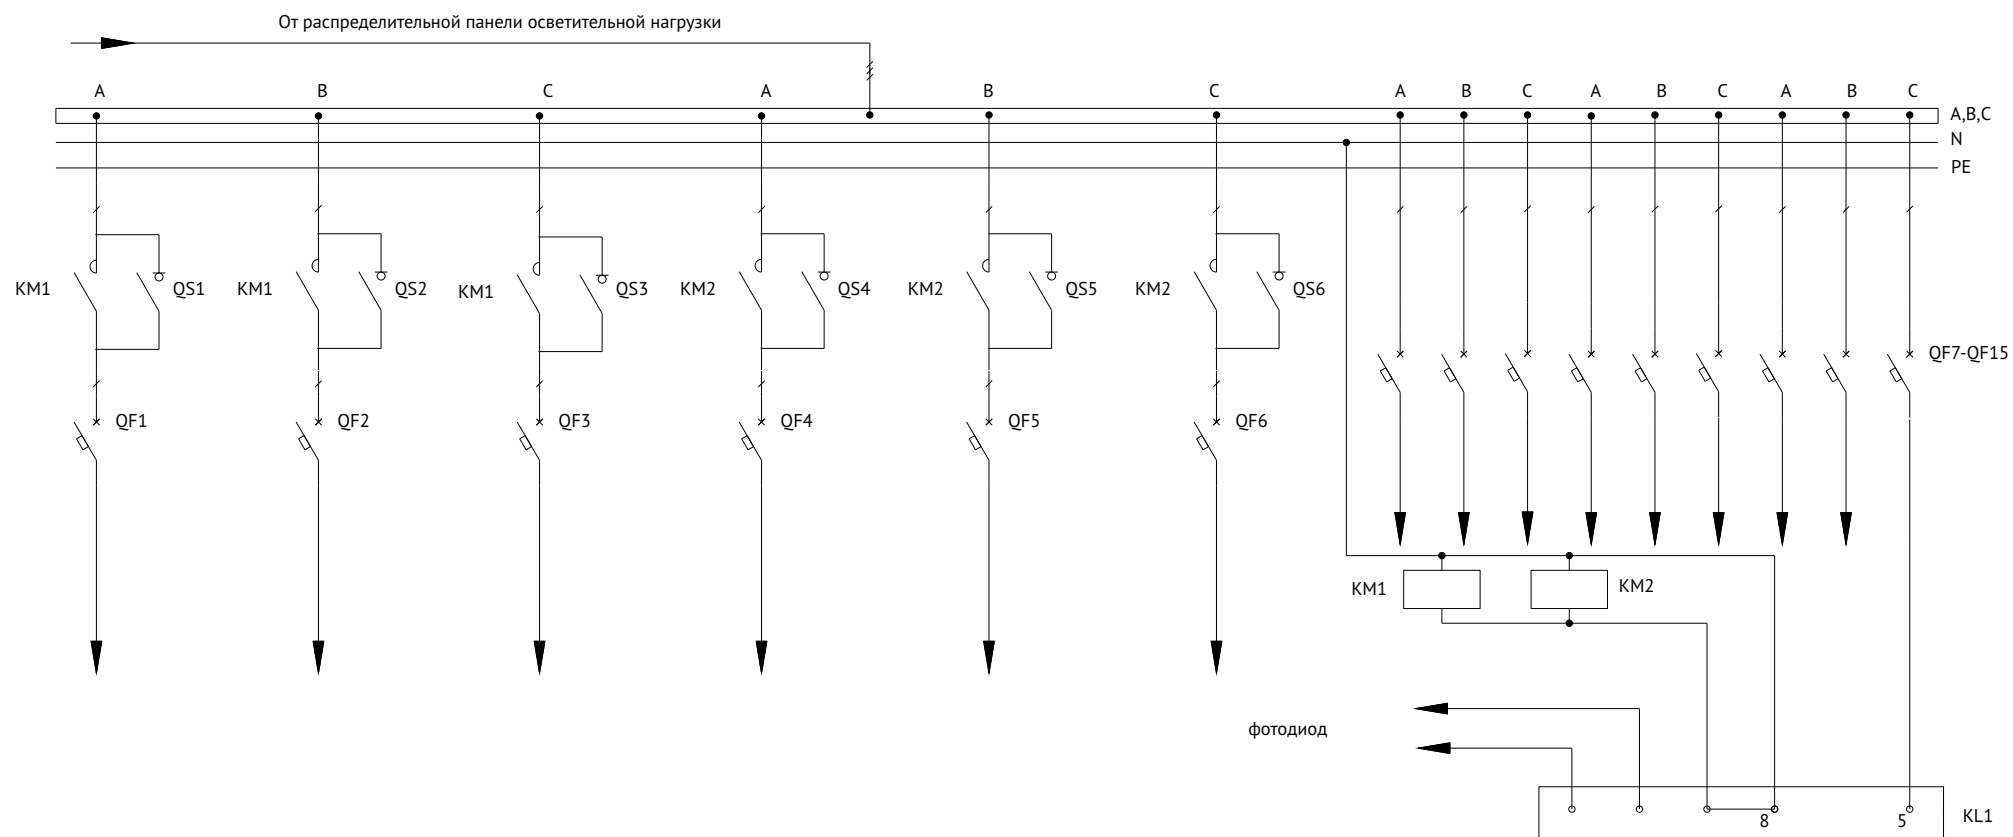 От распределительной панели осветительной нагрузки
A B C A B C A B C A B C A B C
A,B,C
N
PE
KM1 QS1 KM1 QS2 KM1 QS3 KM2 QS4 KM2 QS5 KM2 QS6
QF7-QF15
QF1 QF2 QF3 QF4 QF5 QF6
KM1 KM2
фотодиод
8 5 KL1